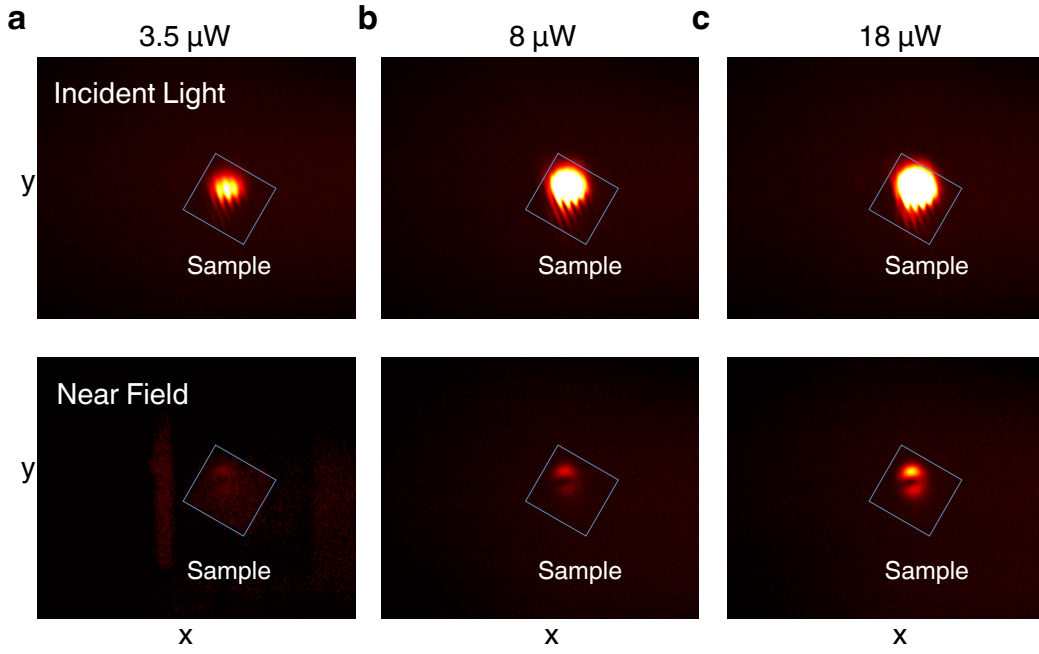 a
3.5 µW
b
8 µW
c
18 µW
Incident Light
y
Sample
Sample
Sample
Near Field
y
Sample
Sample
Sample
x
x
x